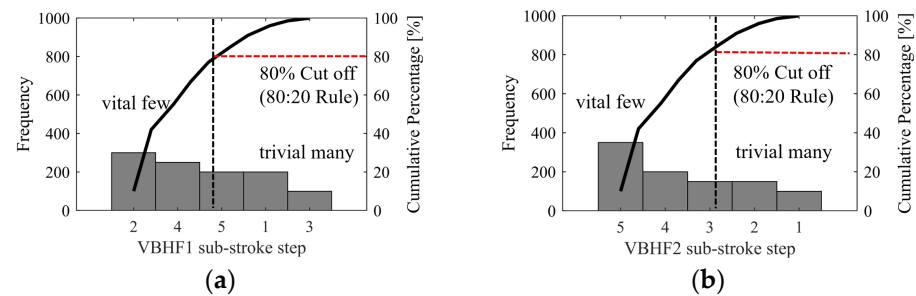 1000
800
600
400
200
0
Frequency
100
80
60
40
20
0
Cumulative Percentage [%]
80% Cut off
(80:20 Rule)
vital few
trivial many
2 4 5 1 3
VBHF1 sub-stroke step
(a)
1000
800
600
400
200
0
Frequency
100
80
60
40
20
0
Cumulative Percentage [%]
80% Cut off
(80:20 Rule)
vital few
trivial many
5 4 3 2 1
VBHF2 sub-stroke step
(b)